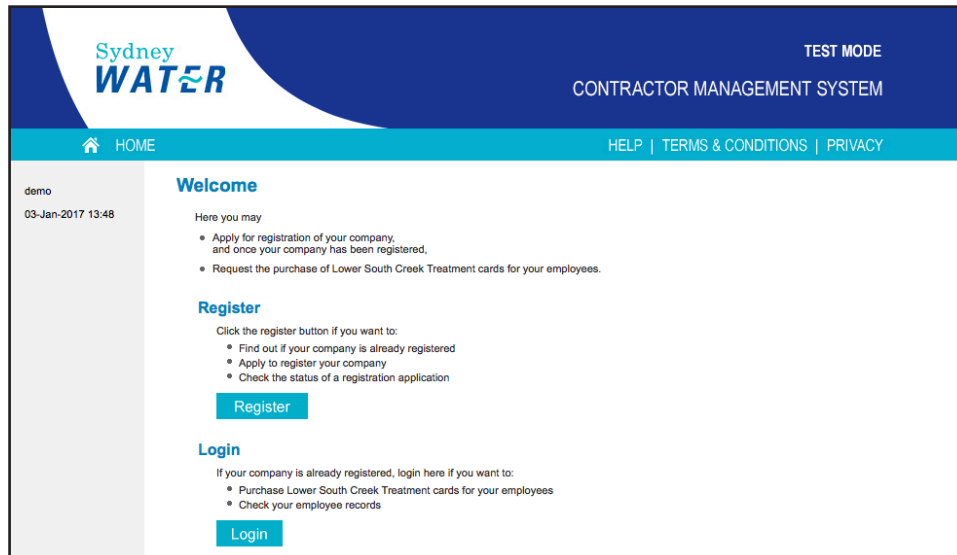 Sydney
WATER
TEST MODE
CONTRACTOR MANAGEMENT SYSTEM
HOME
HELP | TERMS & CONDITIONS | PRIVACY
demo
03-Jan-2017 13:48
Welcome
Here you may
Apply for registration of your company,
and once your company has been registered,
Request the purchase of Lower South Creek Treatment cards for your employees.
Register
Click the register button if you want to:
Find out if your company is already registered
Apply to register your company
Check the status of a registration application
Register
Login
If your company is already registered, login here if you want to:
Purchase Lower South Creek Treatment cards for your employees
Check your employee records
Login